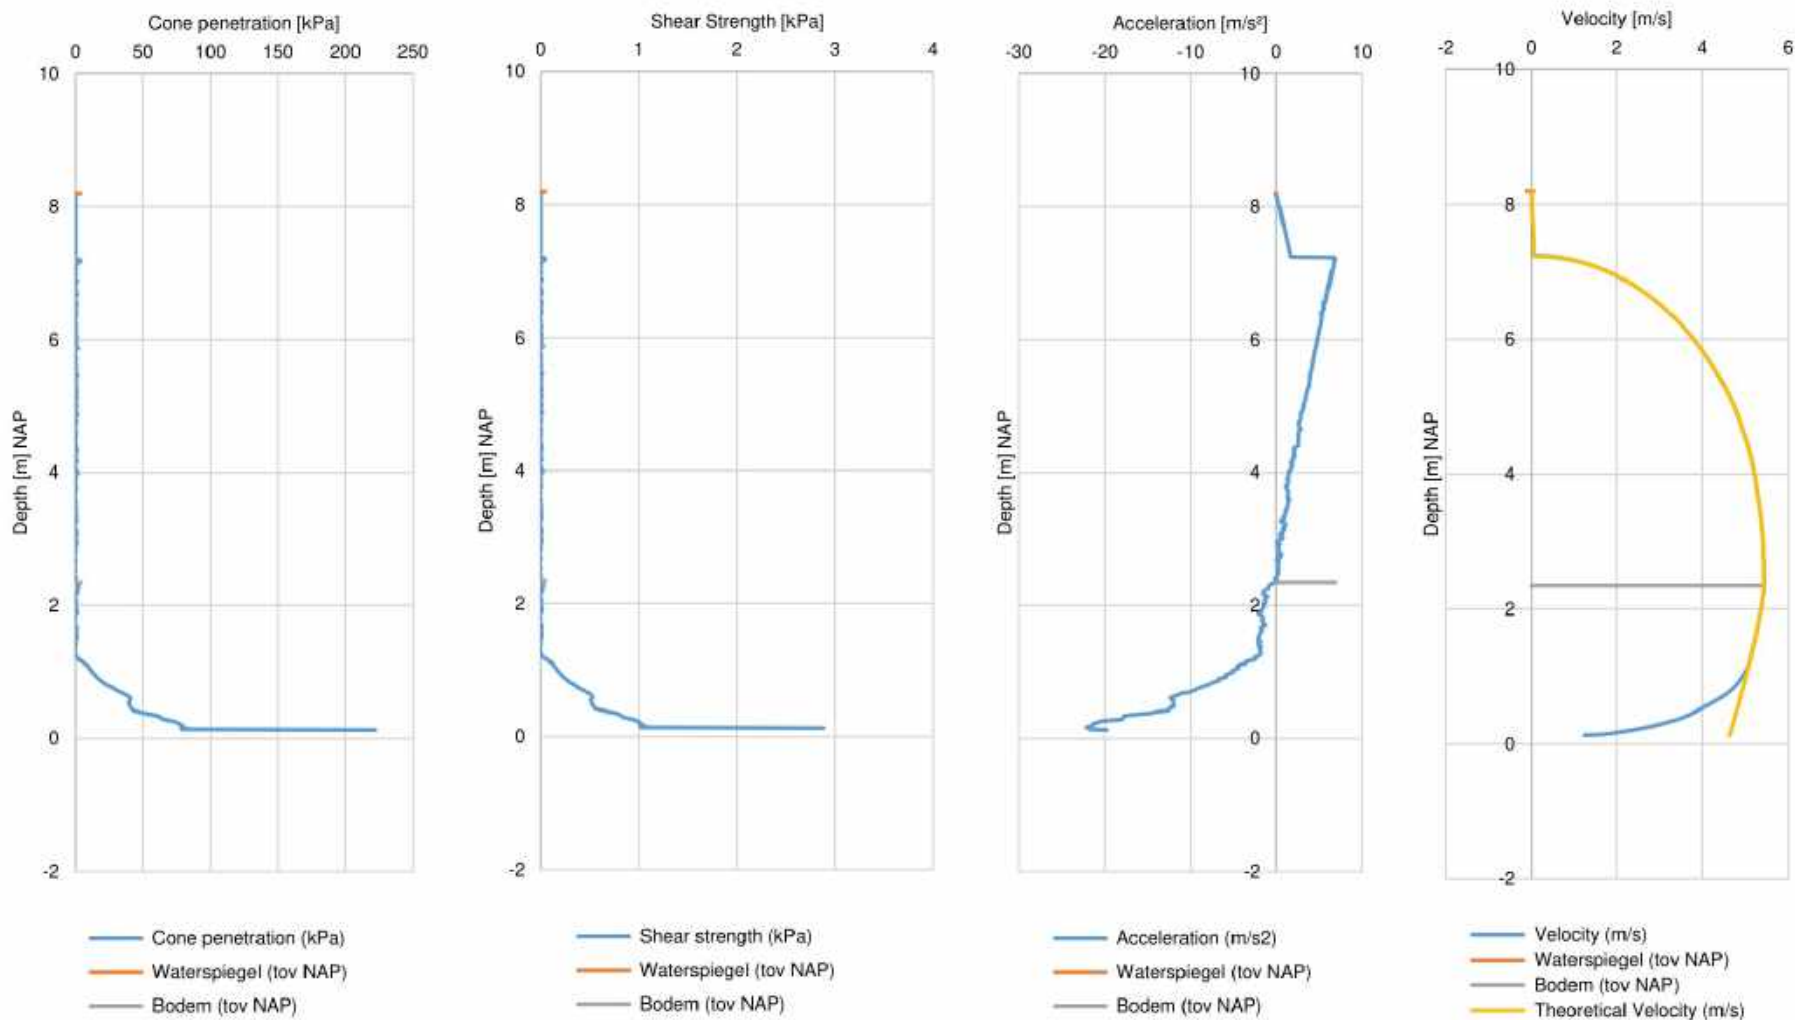 Cone penetration [kPa]
0 50 100 150 200 250
10
8
6
4
2
0
-2
Depth [m] NAP
Cone penetration (kPa)
Waterspiegel (tov NAP)
Bodem (tov NAP)
Shear Strength [kPa]
0 1 2 3 4
10
8
6
4
2
0
-2
Depth [m] NAP
Shear strength (kPa)
Waterspiegel (tov NAP)
Bodem (tov NAP)
Acceleration [m/s²]
-30 -20 -10 0 10
10
8
6
4
2
0
-2
Depth [m] NAP
Acceleration (m/s2)
Waterspiegel (tov NAP)
Bodem (tov NAP)
Velocity [m/s]
-2 0 2 4 6
10
8
6
4
2
0
-2
Depth [m] NAP
Velocity (m/s)
Waterspiegel (tov NAP)
Bodem (tov NAP)
Theoretical Velocity (m/s)